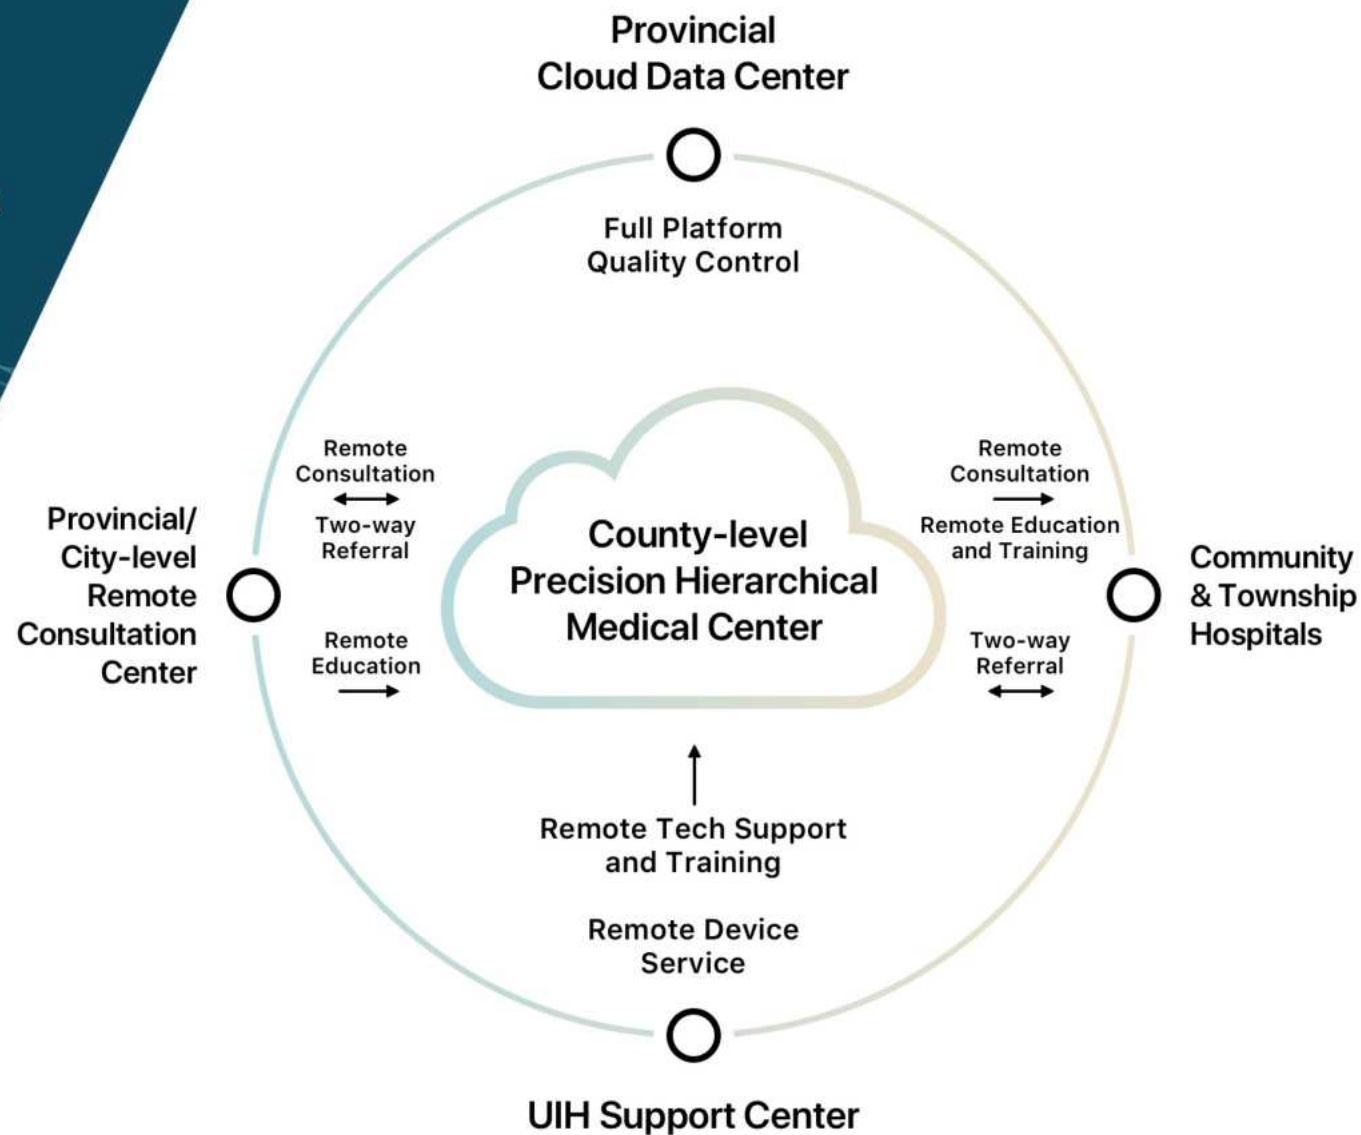 Provincial
Cloud Data Center
Full Platform
Quality Control
Remote
Consultation
Two-way
Referral
Remote
Education
Provincial/
City-level
Remote
Consultation
Center
County-level
Precision Hierarchical
Medical Center
Remote
Consultation
Remote Education
and Training
Two-way
Referral
Community
& Township
Hospitals
Remote Tech Support
and Training
Remote Device
Service
UIH Support Center